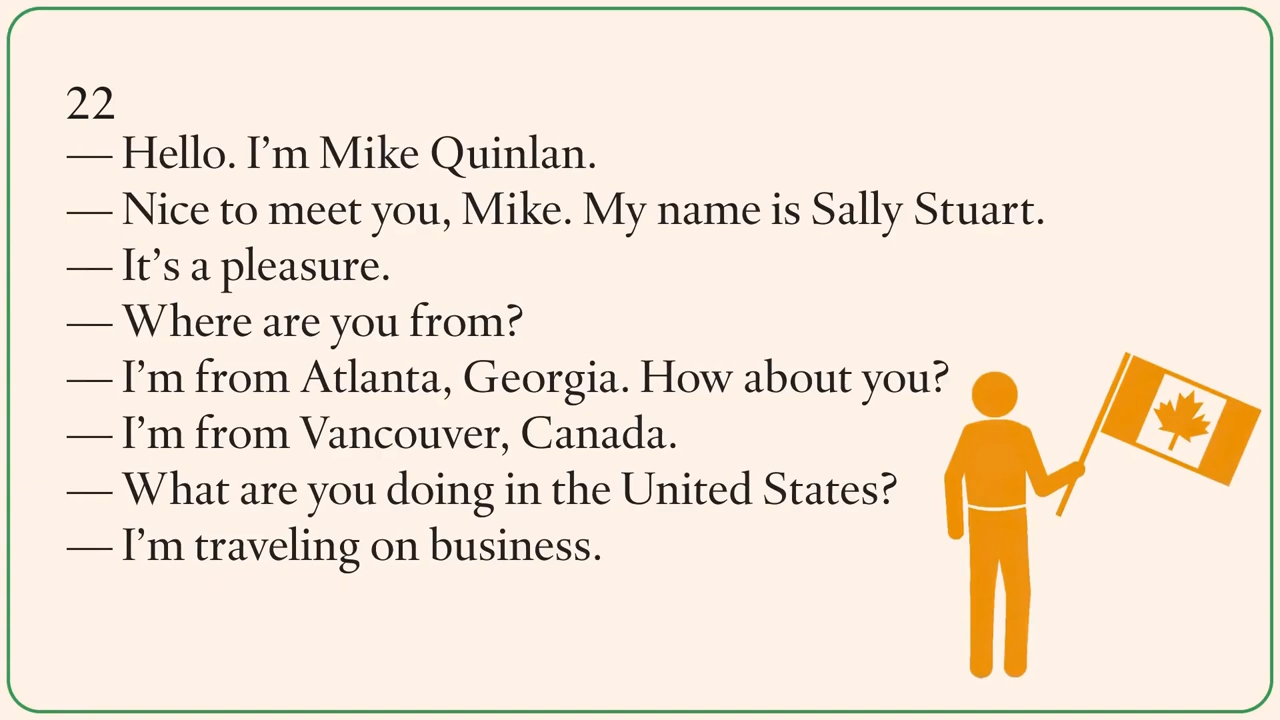 22
— Hello. I’m Mike Quinlan.
— Nice to meet you, Mike. My name is Sally Stuart.
— It’s a pleasure.
— Where are you from?
— I’m from Atlanta, Georgia. How about you?
— I’m from Vancouver, Canada.
— What are you doing in the United States?
— I’m traveling on business.